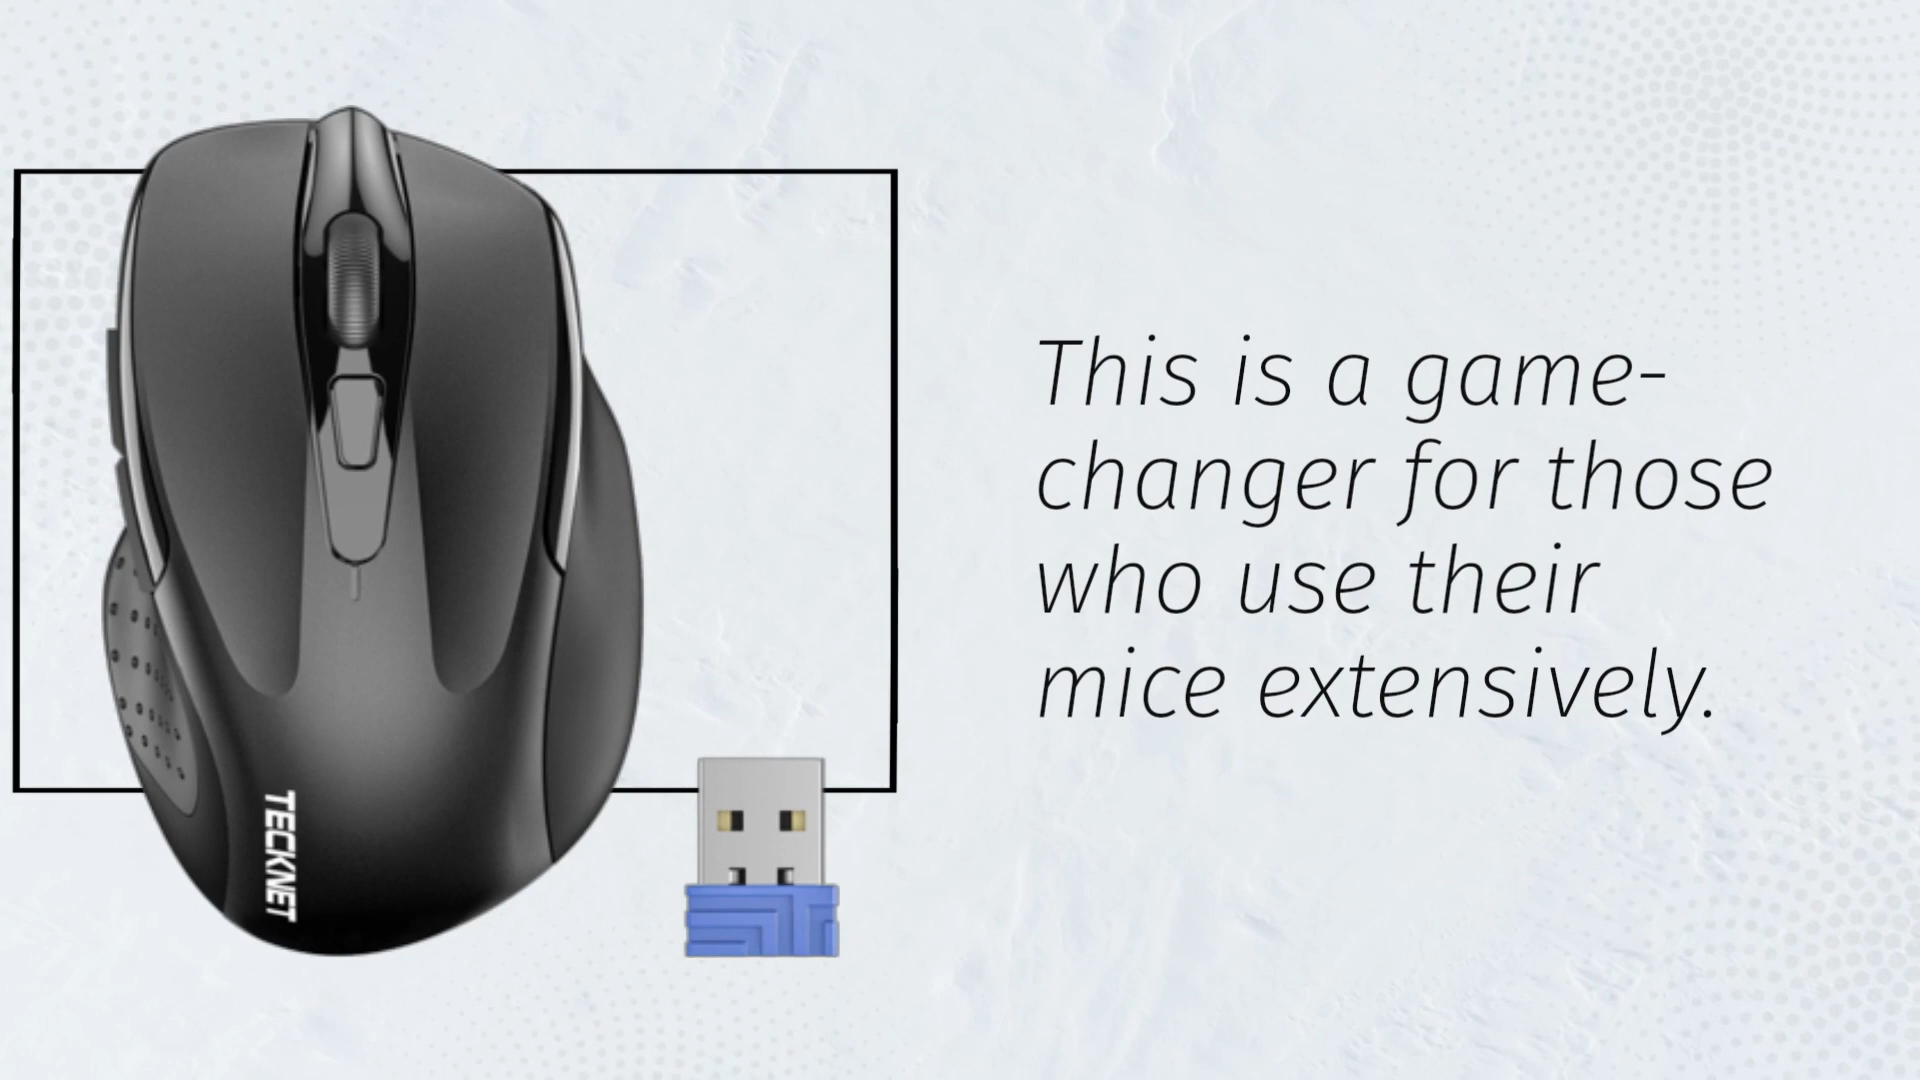 This is a game-
changer for those
who use their
mice extensively.
TECKNET